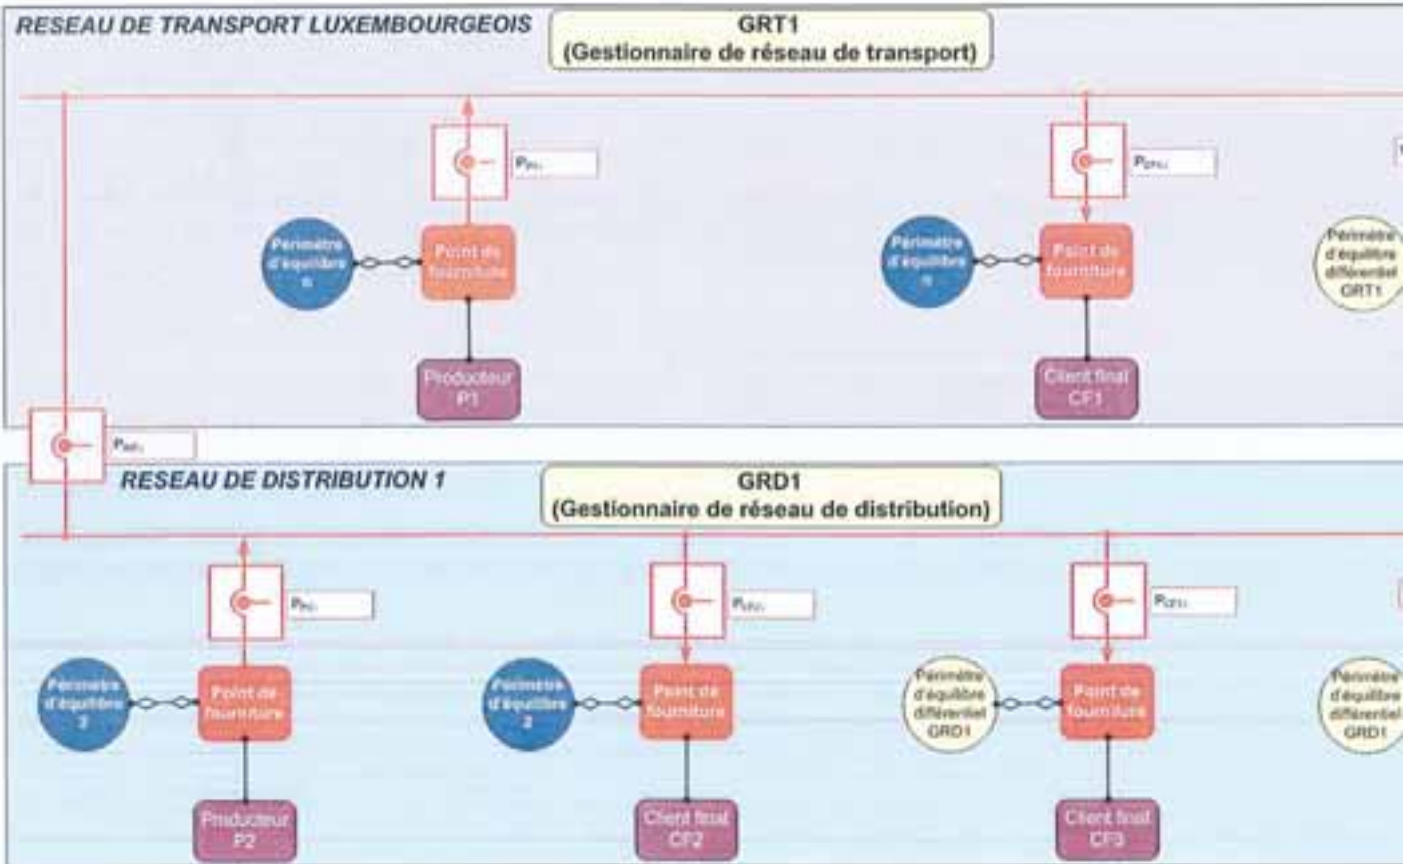 RESEAU DE TRANSPORT LUXEMBOURGEOIS
GRT1
(Gestionnaire de réseau de transport)
Périmètre
d'équilibre
n
Point de
fourniture
Producteur
P1
Périmètre
d'équilibre
n
Point de
fourniture
Client final
CF1
Périmètre
d'équilibre
différentiel
GRT1
RESEAU DE DISTRIBUTION 1
GRD1
(Gestionnaire de réseau de distribution)
Périmètre
d'équilibre
Point de
fourniture
Producteur
P2
Périmètre
d'équilibre
2
Point de
fourniture
Client final
CF2
Périmètre
d'équilibre
différentiel
GRD1
Point de
fourniture
Client final
CF3
Périmètre
d'équilibre
différentiel
GRD1